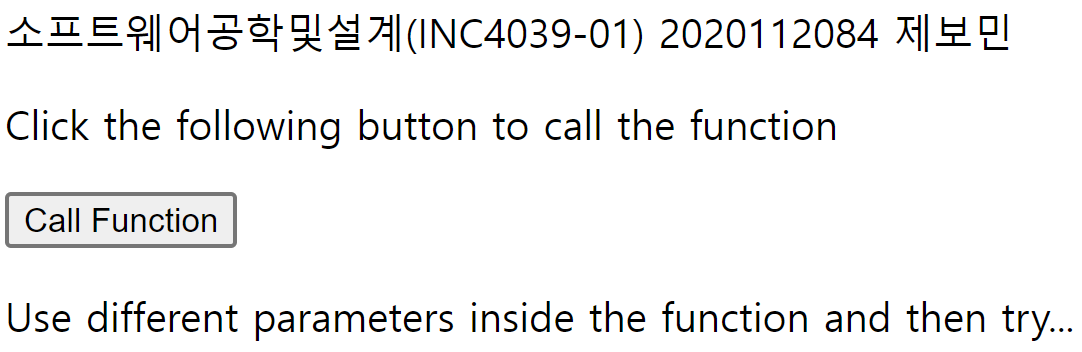 소프트웨어공학및설계(INC4039-01) 2020112084 제보민
Click the following button to call the function
Call Function
Use different parameters inside the function and then try...